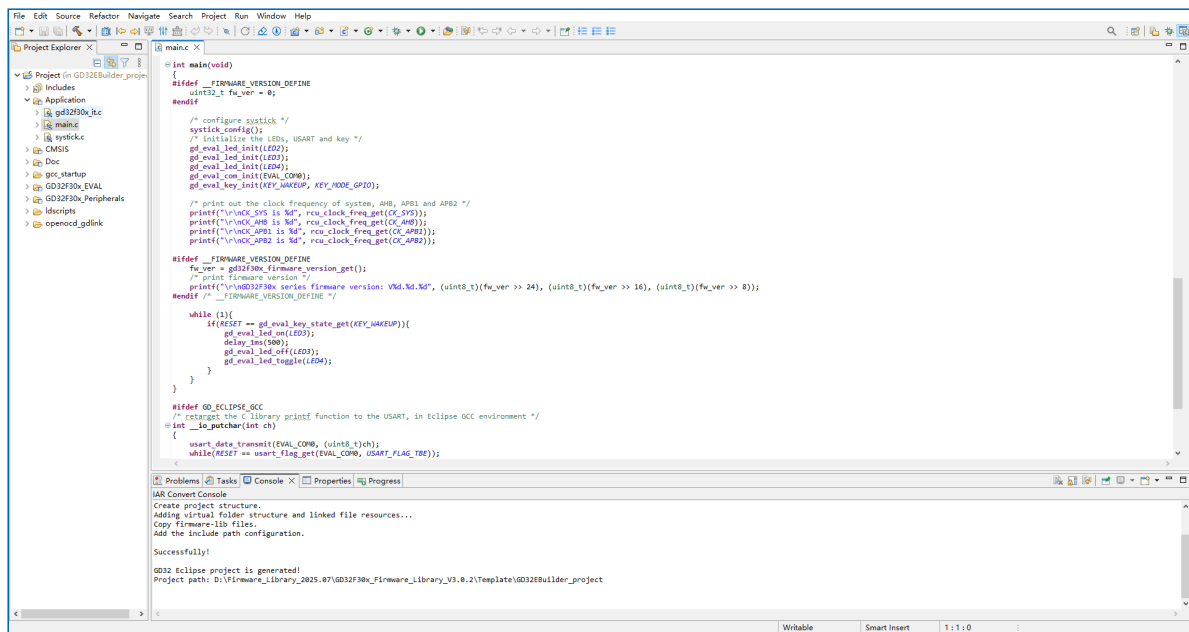 File Edit Source Refactor Navigate Search Project Run Window Help
Project Explorer
Project (in GD32EBuilder_proje
Includes
Application
gd32f30x_it.c
main.c
systick.c
CMSIS
Doc
gcc_startup
GD32F30x_EVAL
GD32F30x_Peripherals
ldscripts
openocd_gdlink
main.c
int main(void)
{
#ifdef __FIRMWARE_VERSION_DEFINE
    uint32_t fw_ver = 0;
#endif
    /* configure systick */
    systick_config();
    /* initialize the LEDs, USART and key */
    gd_eval_led_init(LED2);
    gd_eval_led_init(LED3);
    gd_eval_led_init(LED4);
    gd_eval_com_init(EVAL_COM0);
    gd_eval_key_init(KEY_WAKEUP, KEY_MODE_GPIO);
    /* print out the clock frequency of system, AHB, APB1 and APB2 */
    printf("\r\nCK_SYS is %d", rcu_clock_freq_get(CK_SYS));
    printf("\r\nCK_AHB is %d", rcu_clock_freq_get(CK_AHB));
    printf("\r\nCK_APB1 is %d", rcu_clock_freq_get(CK_APB1));
    printf("\r\nCK_APB2 is %d", rcu_clock_freq_get(CK_APB2));
#ifdef __FIRMWARE_VERSION_DEFINE
    fw_ver = gd32f30x_firmware_version_get();
    /* print firmware version */
    printf("\r\nGD32F30x series firmware version: V%d.%d.%d", (uint8_t)(fw_ver >> 24), (uint8_t)(fw_ver >> 16), (uint8_t)(fw_ver >> 8));
#endif /* __FIRMWARE_VERSION_DEFINE */
    while (1){
        if(RESET == gd_eval_key_state_get(KEY_WAKEUP)){
            gd_eval_led_on(LED3);
            delay_1ms(500);
            gd_eval_led_off(LED3);
            gd_eval_led_toggle(LED4);
        }
    }
}
#ifdef GD_ECLIPSE_GCC
/* retarget the C library printf function to the USART, in Eclipse GCC environment */
int __io_putchar(int ch)
{
    usart_data_transmit(EVAL_COM0, (uint8_t)ch);
    while(RESET == usart_flag_get(EVAL_COM0, USART_FLAG_TBE));
Problems Tasks Console Properties Progress
IAR Convert Console
Create project structure.
Adding virtual folder structure and linked file resources...
Copy firmware-lib files.
Add the include path configuration.
Successfully!
GD32 Eclipse project is generated!
Project path: D:\Firmware_Library_2025.07\GD32F30x_Firmware_Library_V3.0.2\Template\GD32EBuilder_project
Writable Smart Insert 1 : 1 : 0